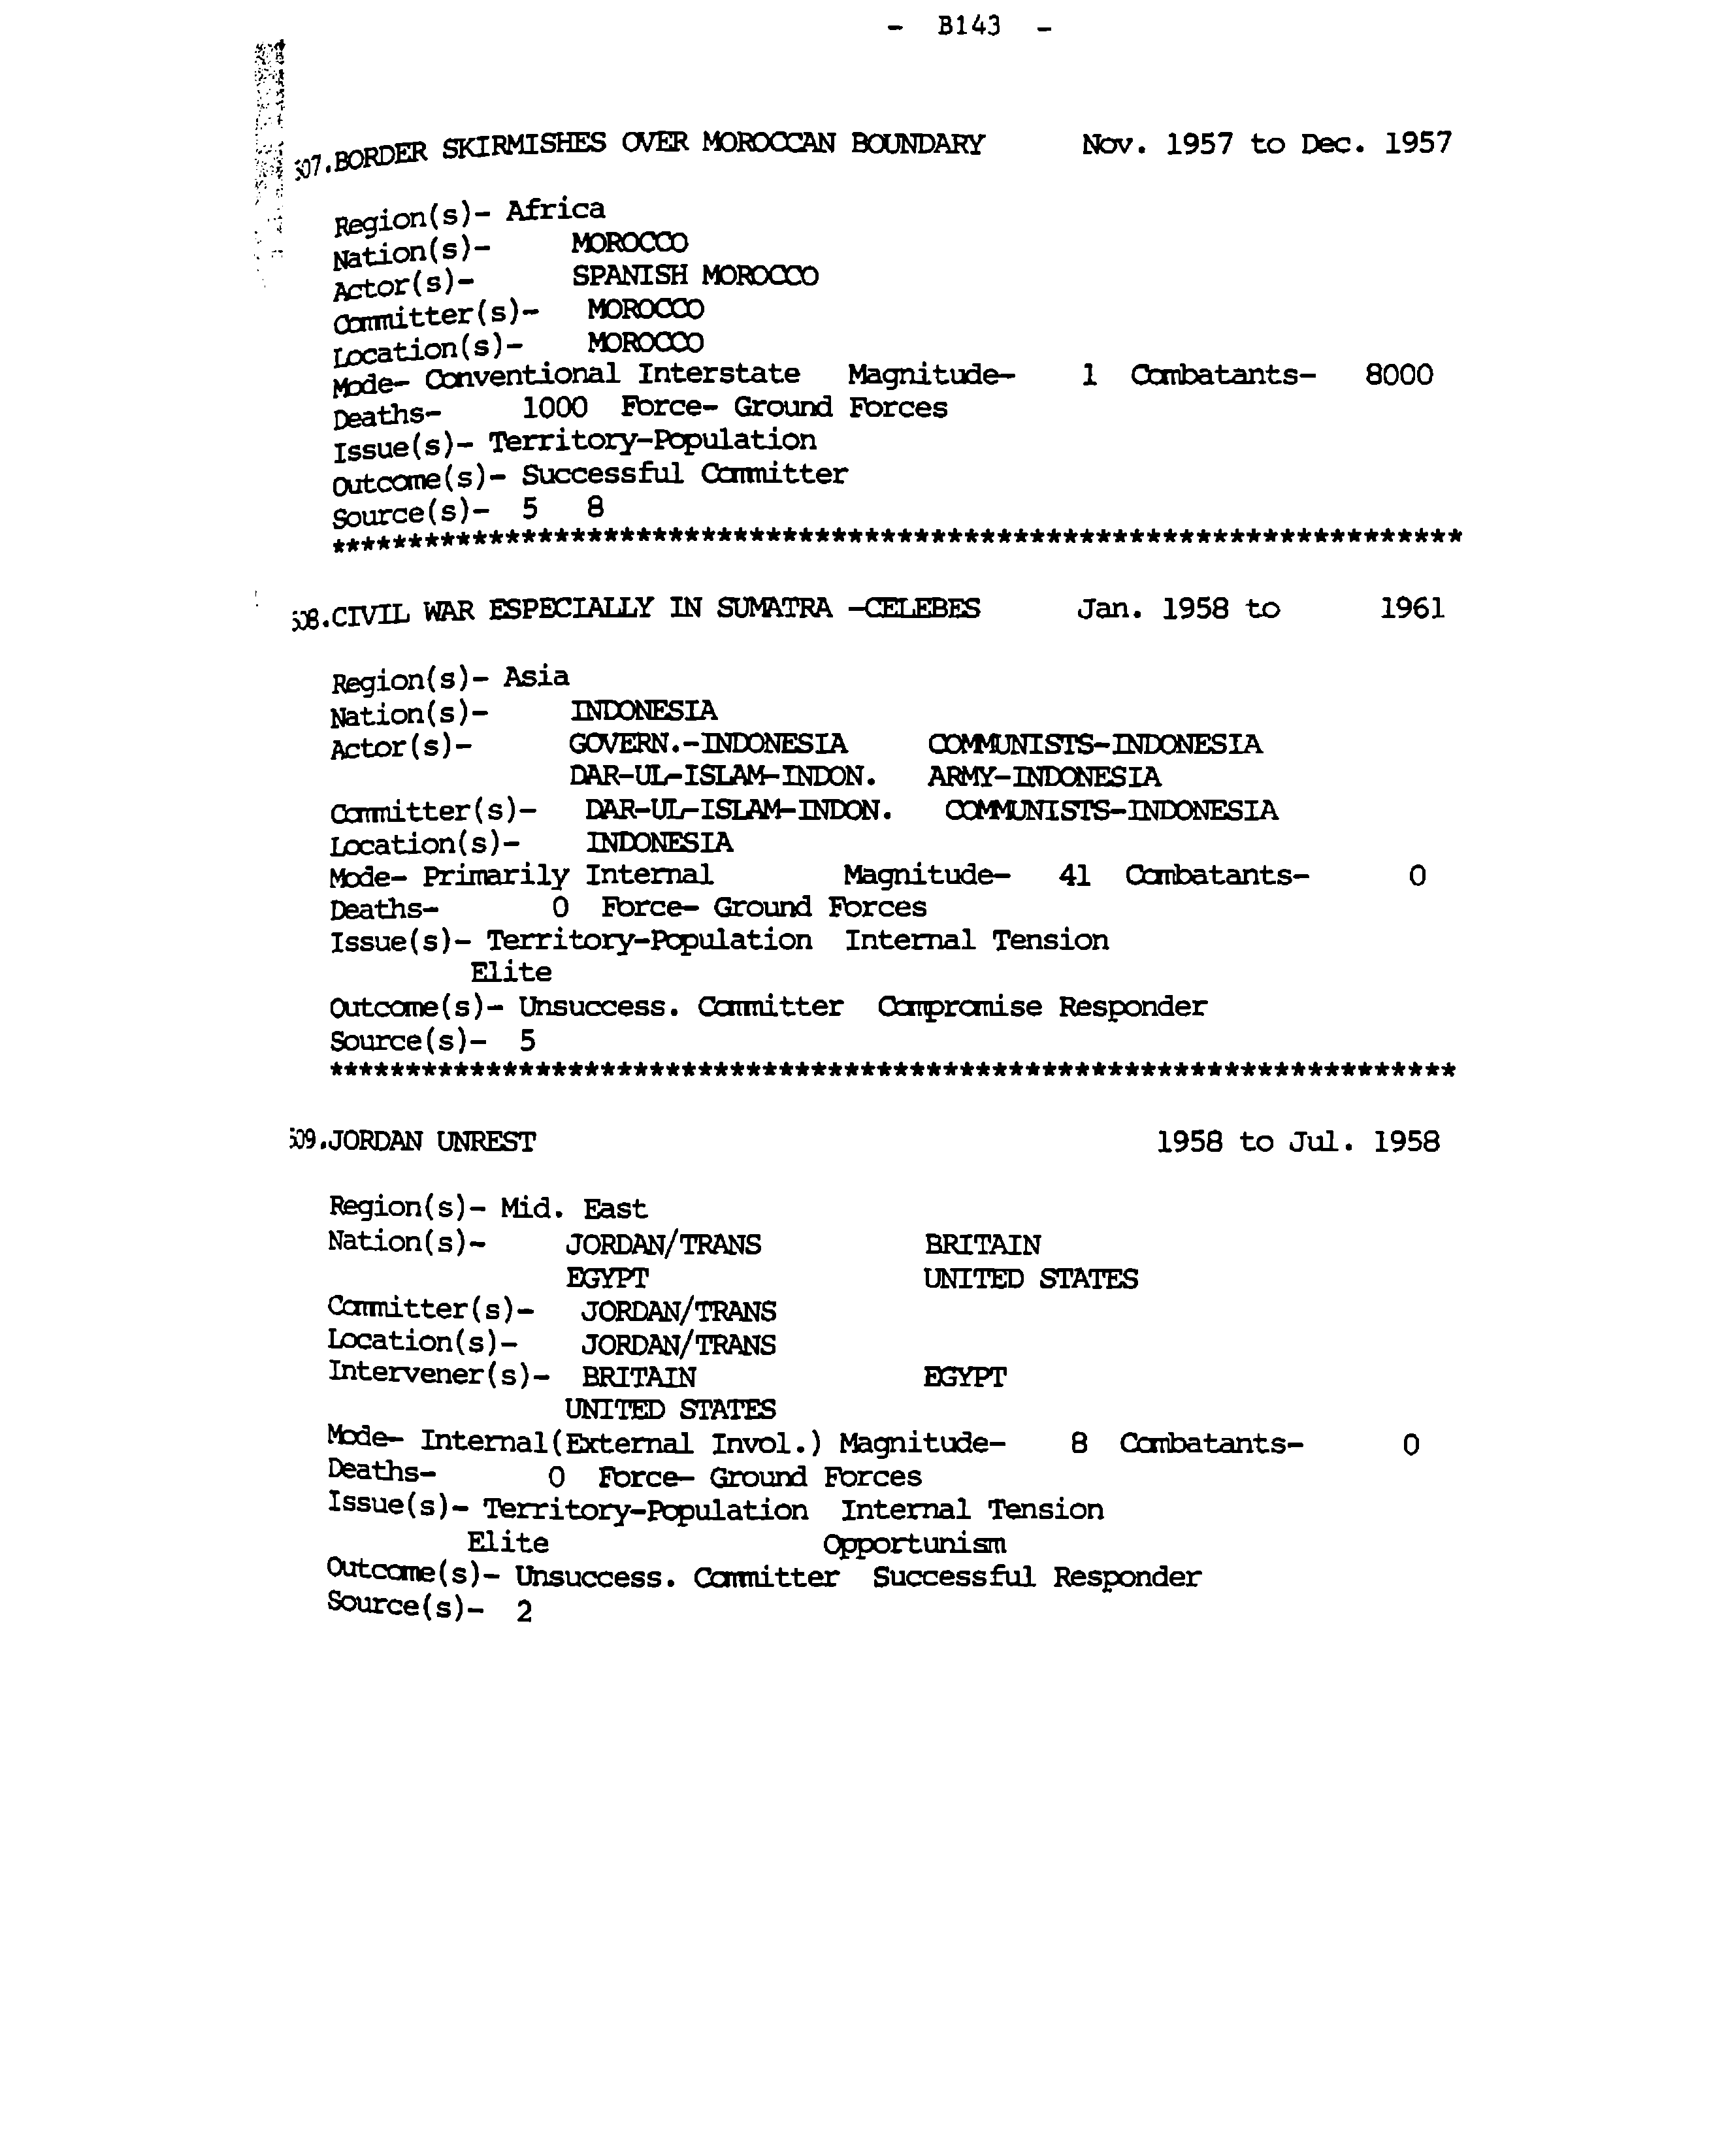 - B143 -
507.BORDER SKIRMISHES OVER MOROCCAN BOUNDARY Nov. 1957 to Dec. 1957
Region(s)- Africa
Nation(s)- MOROCCO
Actor(s)- SPANISH MOROCCO
Committer(s)- MOROCCO
Location(s)- MOROCCO
Mode- Conventional Interstate Magnitude- 1 Combatants- 8000
Deaths- 1000 Force- Ground Forces
Issue(s)- Territory-Population
Outcome(s)- Successful Committer
Source(s)- 5 8
*********************************************************************
508.CIVIL WAR ESPECIALLY IN SUMATRA -CELEBES Jan. 1958 to 1961
Region(s)- Asia
Nation(s)- INDONESIA
Actor(s)- GOVERN.-INDONESIA COMMUNISTS-INDONESIA
DAR-UL-ISLAM-INDON. ARMY-INDONESIA
Committer(s)- DAR-UL-ISLAM-INDON. COMMUNISTS-INDONESIA
Location(s)- INDONESIA
Mode- Primarily Internal Magnitude- 41 Combatants- 0
Deaths- 0 Force- Ground Forces
Issue(s)- Territory-Population Internal Tension
Elite
Outcome(s)- Unsuccess. Committer Compromise Responder
Source(s)- 5
*********************************************************************
509.JORDAN UNREST 1958 to Jul. 1958
Region(s)- Mid. East
Nation(s)- JORDAN/TRANS BRITAIN
EGYPT UNITED STATES
Committer(s)- JORDAN/TRANS
Location(s)- JORDAN/TRANS
Intervener(s)- BRITAIN EGYPT
UNITED STATES
Mode- Internal(External Invol.) Magnitude- 8 Combatants- 0
Deaths- 0 Force- Ground Forces
Issue(s)- Territory-Population Internal Tension
Elite Opportunism
Outcome(s)- Unsuccess. Committer Successful Responder
Source(s)- 2